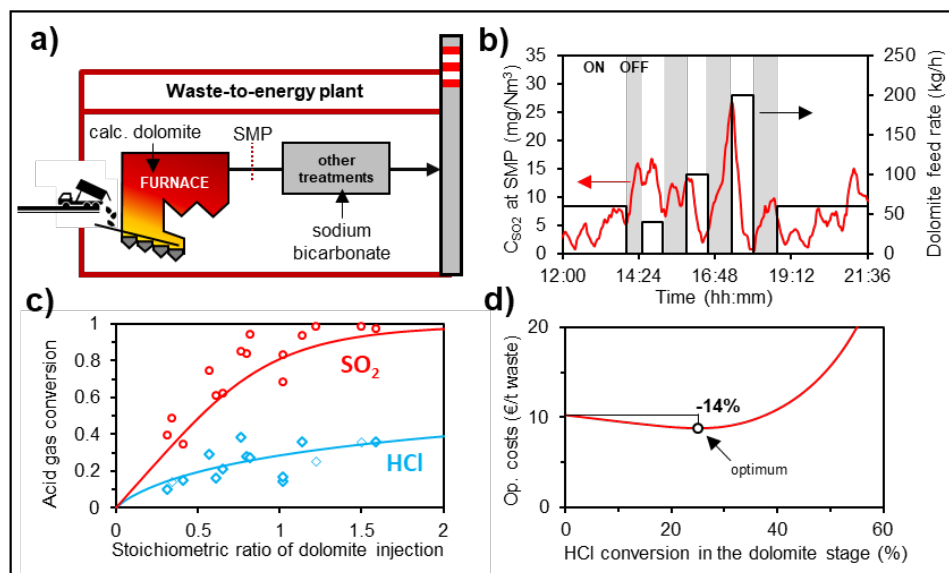 a)
Waste-to-energy plant
calc. dolomite
SMP
FURNACE
other
treatments
sodium
bicarbonate
b)
ON OFF
C_SO2 at SMP (mg/Nm³)
35
30
25
20
15
10
5
0
250
200
150
100
50
0
Dolomite feed rate (kg/h)
12:00 14:24 16:48 19:12 21:36
Time (hh:mm)
c)
Acid gas conversion
1
0.8
0.6
0.4
0.2
0
SO₂
HCl
0 0.5 1 1.5 2
Stoichiometric ratio of dolomite injection
d)
Op. costs (€/t waste)
20
10
0
-14%
optimum
0 20 40 60
HCl conversion in the dolomite stage (%)